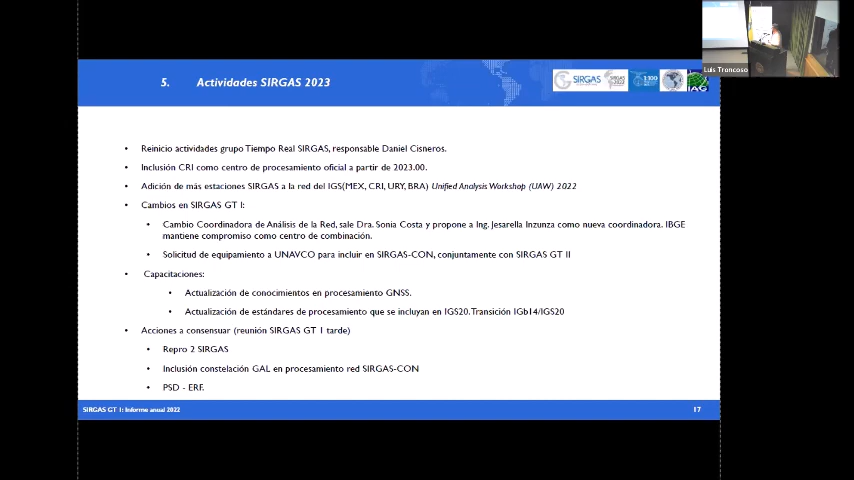 5. Actividades SIRGAS 2023
SIRGAS
IAG
Luis Troncoso
• Reinicio actividades grupo Tiempo Real SIRGAS, responsable Daniel Cisneros.
• Inclusión CRI como centro de procesamiento oficial a partir de 2023.00.
• Adición de más estaciones SIRGAS a la red del IGS(MEX, CRI, URY, BRA) Unified Analysis Workshop (UAW) 2022
• Cambios en SIRGAS GT I:
• Cambio Coordinadora de Análisis de la Red, sale Dra. Sonia Costa y propone a Ing. Jesarella Inzunza como nueva coordinadora. IBGE
mantiene compromiso como centro de combinación.
• Solicitud de equipamiento a UNAVCO para incluir en SIRGAS-CON, conjuntamente con SIRGAS GT II
• Capacitaciones:
• Actualización de conocimientos en procesamiento GNSS.
• Actualización de estándares de procesamiento que se incluyan en IGS20. Transición IGb14/IGS20
• Acciones a consensuar (reunión SIRGAS GT 1 tarde)
• Repro 2 SIRGAS
• Inclusión constelación GAL en procesamiento red SIRGAS-CON
• PSD - ERF.
SIRGAS GT 1: Informe anual 2022
17